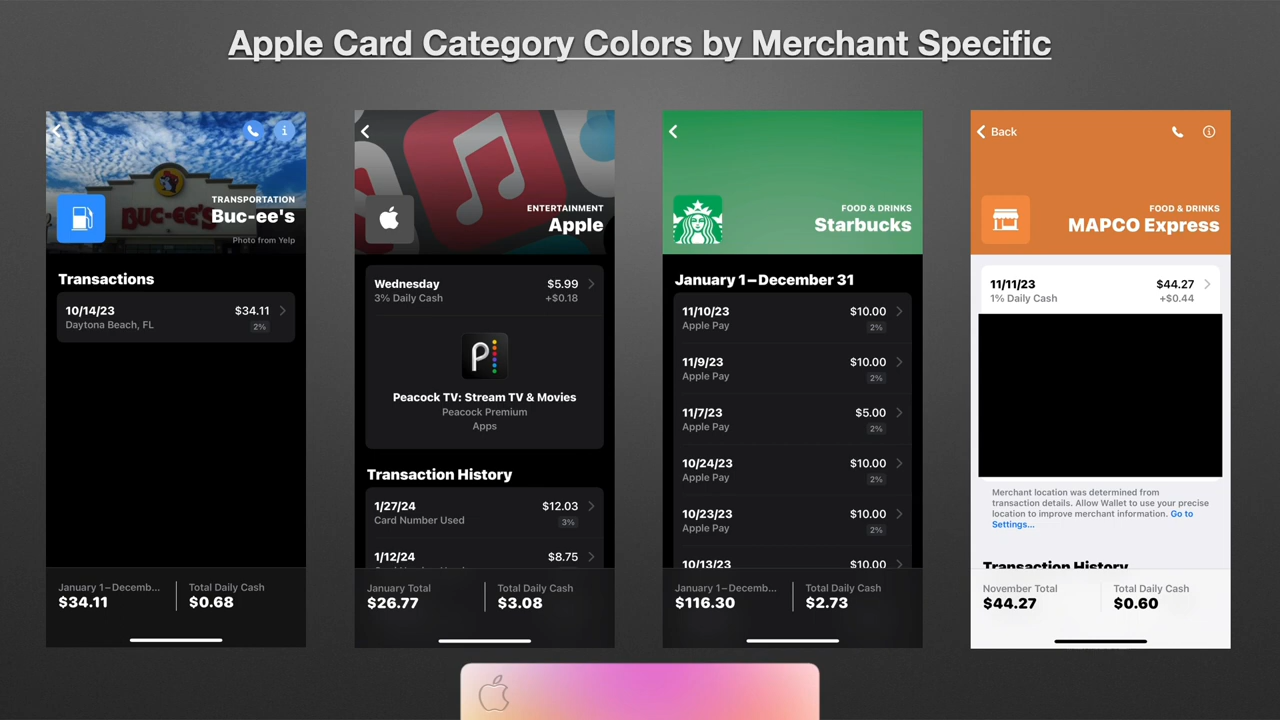 Apple Card Category Colors by Merchant Specific
BUC-EE'S
TRANSPORTATION
Buc-ee's
Photo from Yelp
Transactions
10/14/23 $34.11
Daytona Beach, FL 2%
January 1–Decemb... Total Daily Cash
$34.11 $0.68
ENTERTAINMENT
Apple
Wednesday $5.99
3% Daily Cash +$0.18
P
Peacock TV: Stream TV & Movies
Peacock Premium
Apps
Transaction History
1/27/24 $12.03
Card Number Used 3%
1/12/24 $8.75
January Total Total Daily Cash
$26.77 $3.08
FOOD & DRINKS
Starbucks
January 1–December 31
11/10/23 $10.00
Apple Pay 2%
11/9/23 $10.00
Apple Pay 2%
11/7/23 $5.00
Apple Pay 2%
10/24/23 $10.00
Apple Pay 2%
10/23/23 $10.00
Apple Pay 2%
10/13/23 $10.00
January 1–Decemb... Total Daily Cash
$116.30 $2.73
Back
FOOD & DRINKS
MAPCO Express
11/11/23 $44.27
1% Daily Cash +$0.44
Merchant location was determined from
transaction details. Allow Wallet to use your precise
location to improve merchant information. Go to
Settings...
Transaction History
November Total Total Daily Cash
$44.27 $0.60